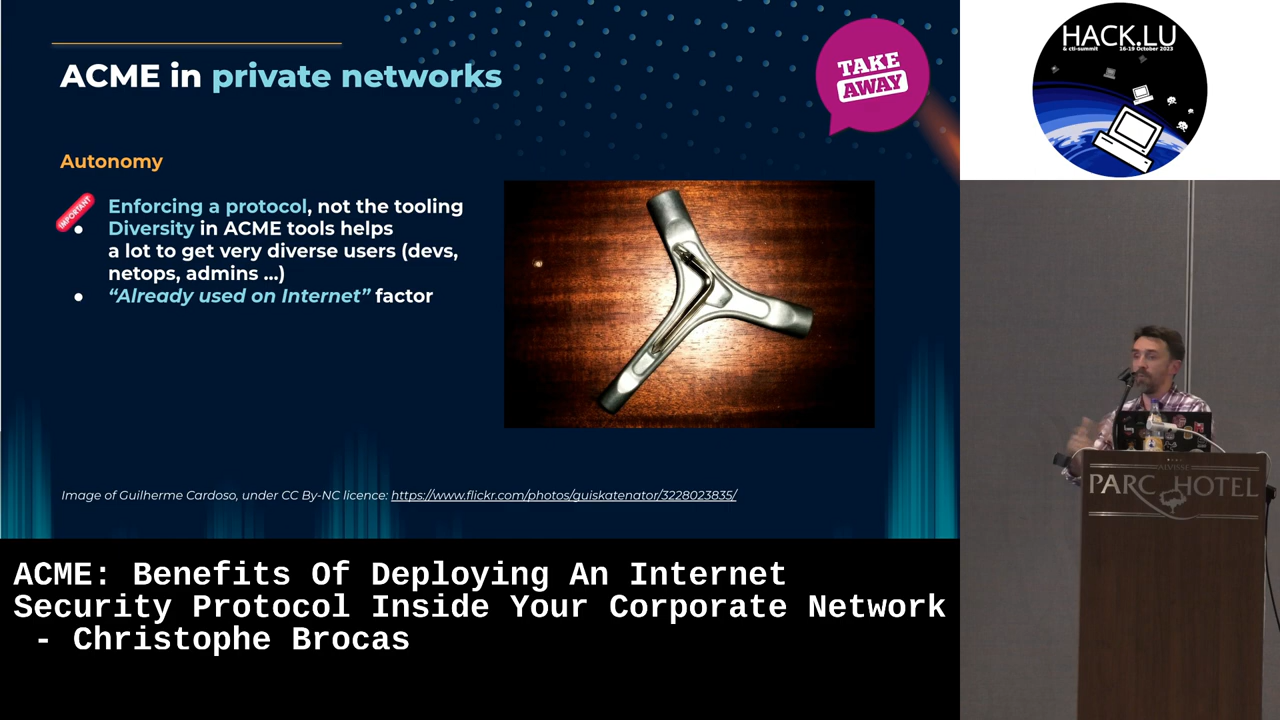 ACME in private networks
TAKE
AWAY
Autonomy
IMPORTANT
Enforcing a protocol, not the tooling
● Diversity in ACME tools helps
a lot to get very diverse users (devs,
netops, admins ...)
● “Already used on Internet” factor
Image of Guilherme Cardoso, under CC By-NC licence: https://www.flickr.com/photos/guiskatenator/3228023835/
HACK.LU
& cti-summit 16-19 October 2023
ALVISSE
PARC HOTEL
ACME: Benefits Of Deploying An Internet
Security Protocol Inside Your Corporate Network
- Christophe Brocas